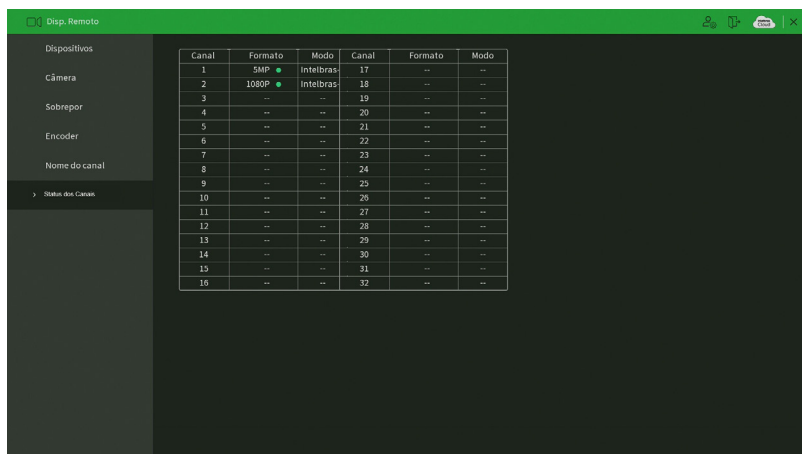 Disp. Remoto
Cloud
Dispositivos
Câmera
Sobrepor
Encoder
Nome do canal
Status dos Canais
Canal Formato Modo Canal Formato Modo
1 5MP Intelbras- 17 -- --
2 1080P Intelbras- 18 -- --
3 -- -- 19 -- --
4 -- -- 20 -- --
5 -- -- 21 -- --
6 -- -- 22 -- --
7 -- -- 23 -- --
8 -- -- 24 -- --
9 -- -- 25 -- --
10 -- -- 26 -- --
11 -- -- 27 -- --
12 -- -- 28 -- --
13 -- -- 29 -- --
14 -- -- 30 -- --
15 -- -- 31 -- --
16 -- -- 32 -- --